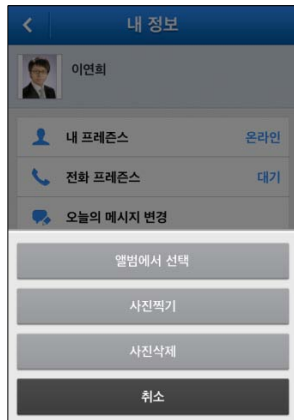 내 정보
이연희
내 프레즌스 온라인
전화 프레즌스 대기
오늘의 메시지 변경
앨범에서 선택
사진찍기
사진삭제
취소